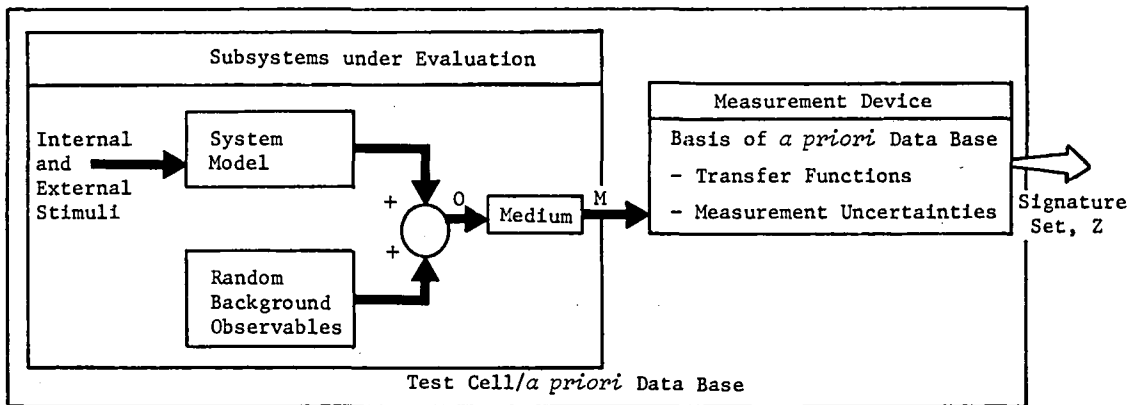 Subsystems under Evaluation
Internal
and
External
Stimuli
System
Model
+
+
O
Random
Background
Observables
Medium
M
Measurement Device
Basis of a priori Data Base
- Transfer Functions
- Measurement Uncertainties
Signature
Set, Z
Test Cell/a priori Data Base